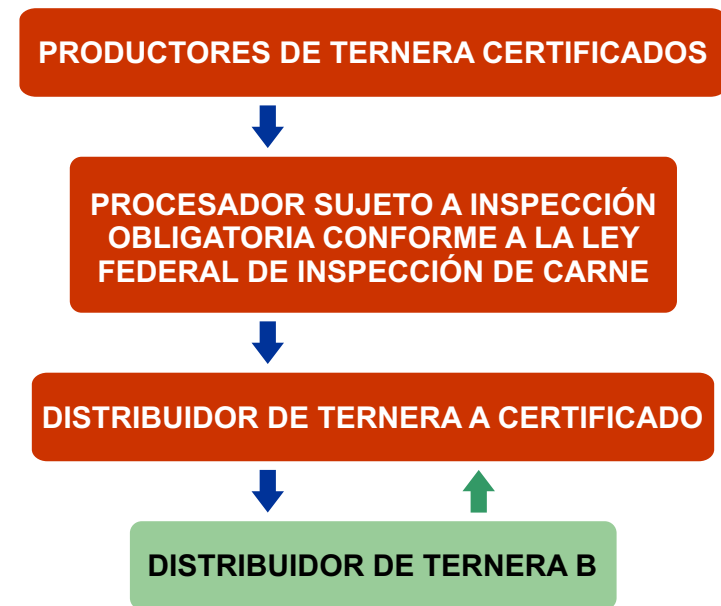 PRODUCTORES DE TERNERA CERTIFICADOS
PROCESADOR SUJETO A INSPECCIÓN
OBLIGATORIA CONFORME A LA LEY
FEDERAL DE INSPECCIÓN DE CARNE
DISTRIBUIDOR DE TERNERA A CERTIFICADO
DISTRIBUIDOR DE TERNERA B